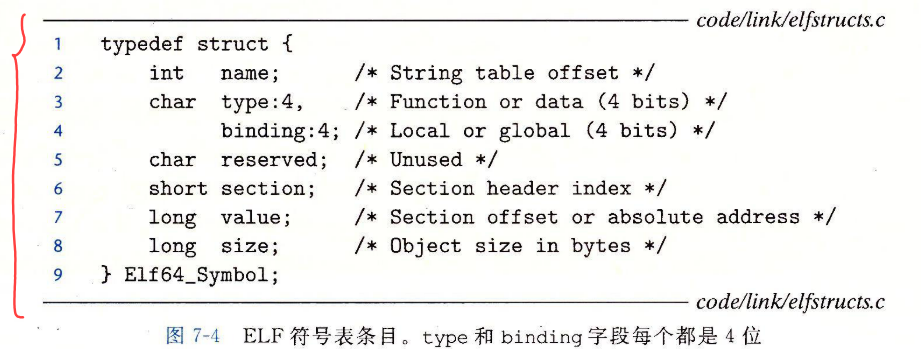 code/link/elfstructs.c
1 typedef struct {
2     int   name;      /* String table offset */
3     char  type:4,    /* Function or data (4 bits) */
4           binding:4; /* Local or global (4 bits) */
5     char  reserved;  /* Unused */
6     short section;   /* Section header index */
7     long  value;     /* Section offset or absolute address */
8     long  size;      /* Object size in bytes */
9 } Elf64_Symbol;
code/link/elfstructs.c
图 7-4 ELF 符号表条目。type 和 binding 字段每个都是 4 位